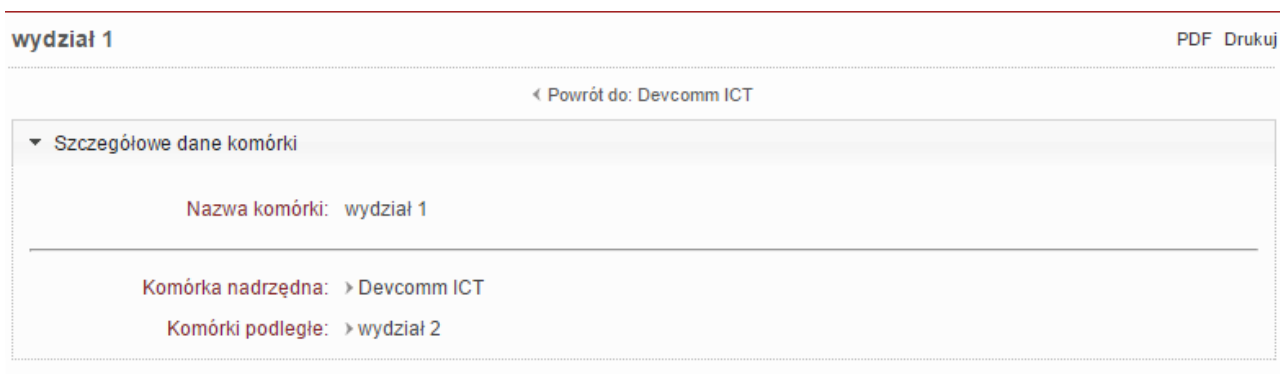 wydział 1
PDF Drukuj
Powrót do: Devcomm ICT
Szczegółowe dane komórki
Nazwa komórki: wydział 1
Komórka nadrzędna: Devcomm ICT
Komórki podległe: wydział 2